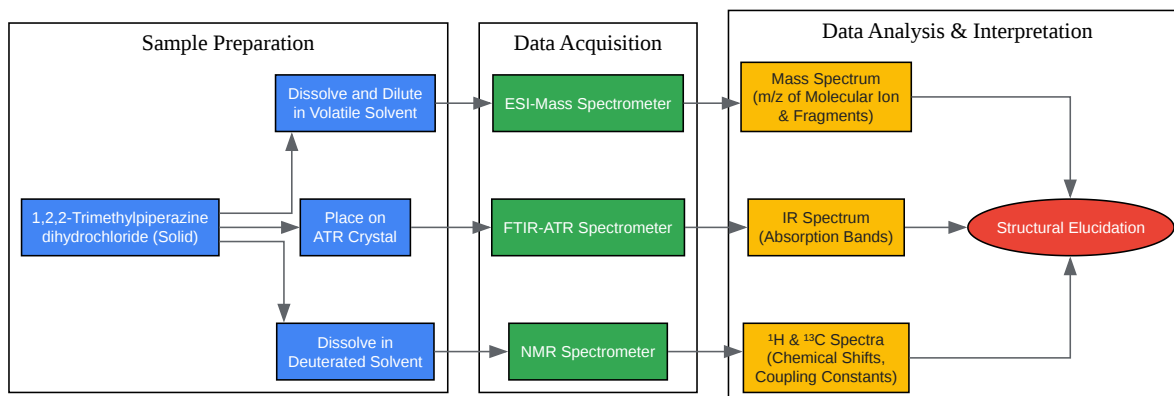 Sample Preparation
Data Acquisition
Data Analysis & Interpretation
Dissolve and Dilute
in Volatile Solvent
ESI-Mass Spectrometer
Mass Spectrum
(m/z of Molecular Ion
& Fragments)
1,2,2-Trimethylpiperazine
dihydrochloride (Solid)
Place on
ATR Crystal
FTIR-ATR Spectrometer
IR Spectrum
(Absorption Bands)
Structural Elucidation
Dissolve in
Deuterated Solvent
NMR Spectrometer
¹H & ¹³C Spectra
(Chemical Shifts,
Coupling Constants)